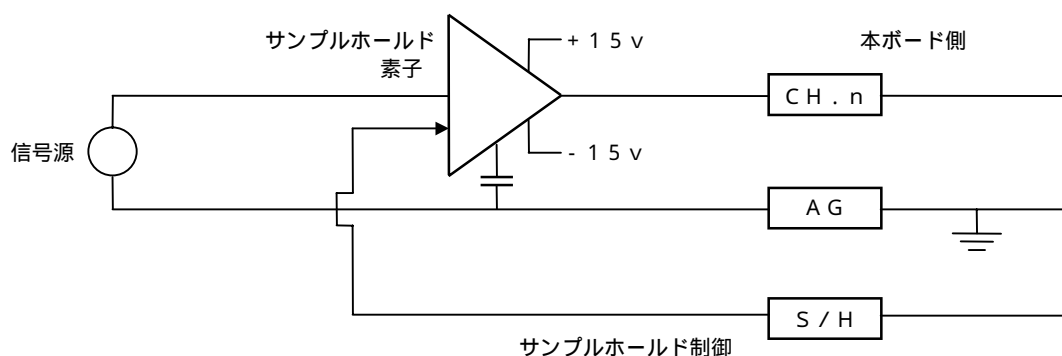 サンプルホールド
素子
+15v
本ボード側
CH.n
信号源
-15v
AG
S/H
サンプルホールド制御